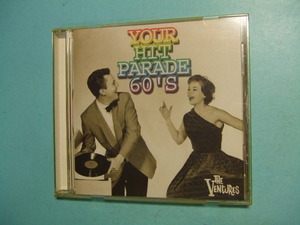 YOUR
HIT
PARADE
60'S
THE
VENTURES